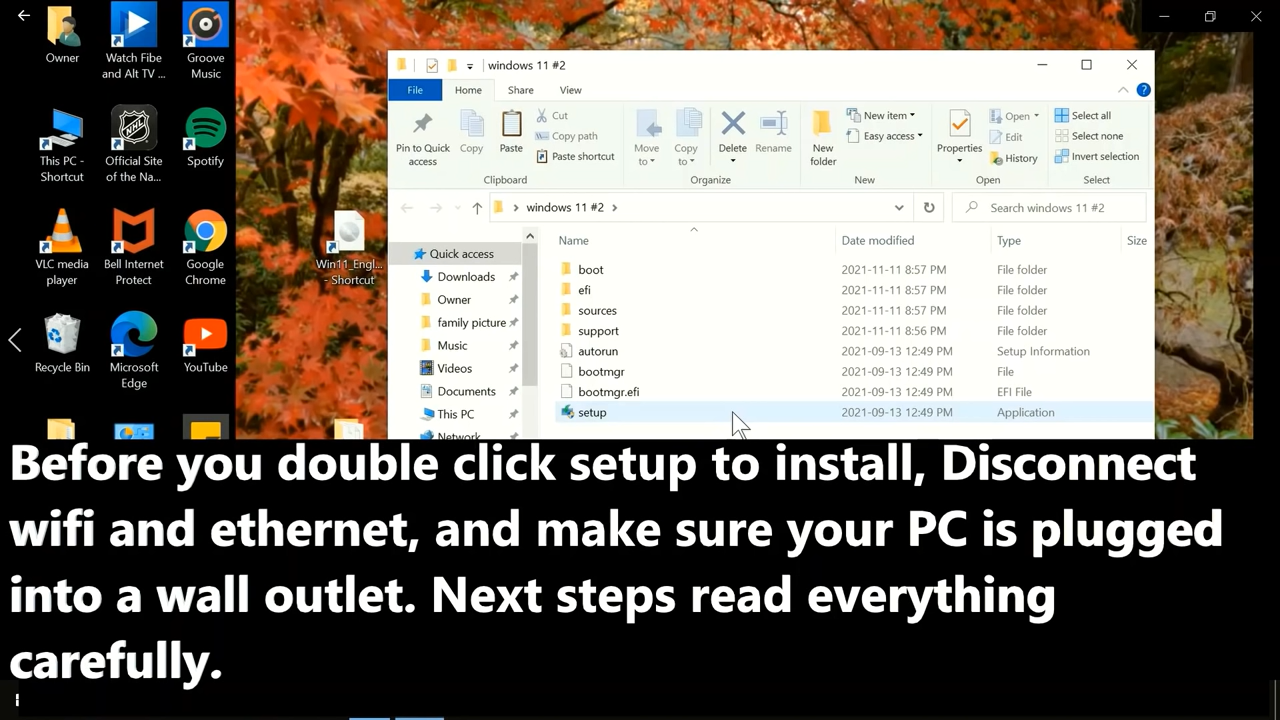 Owner
Watch Fibe
and Alt TV ...
Groove
Music
This PC -
Shortcut
NHL
Official Site
of the Na...
Spotify
VLC media
player
Bell Internet
Protect
Google
Chrome
Recycle Bin
Microsoft
Edge
YouTube
Win11_Engl...
- Shortcut
windows 11 #2
File
Home
Share
View
Pin to Quick
access
Copy
Paste
Cut
Copy path
Paste shortcut
Clipboard
Move
to
Copy
to
Delete
Rename
Organize
New
folder
New item
Easy access
New
Properties
Open
Edit
History
Open
Select all
Select none
Invert selection
Select
windows 11 #2
Search windows 11 #2
Quick access
Downloads
Owner
family picture
Music
Videos
Documents
This PC
Network
Name Date modified Type Size
boot 2021-11-11 8:57 PM File folder
efi 2021-11-11 8:57 PM File folder
sources 2021-11-11 8:57 PM File folder
support 2021-11-11 8:56 PM File folder
autorun 2021-09-13 12:49 PM Setup Information
bootmgr 2021-09-13 12:49 PM File
bootmgr.efi 2021-09-13 12:49 PM EFI File
setup 2021-09-13 12:49 PM Application
Before you double click setup to install, Disconnect
wifi and ethernet, and make sure your PC is plugged
into a wall outlet. Next steps read everything
carefully.